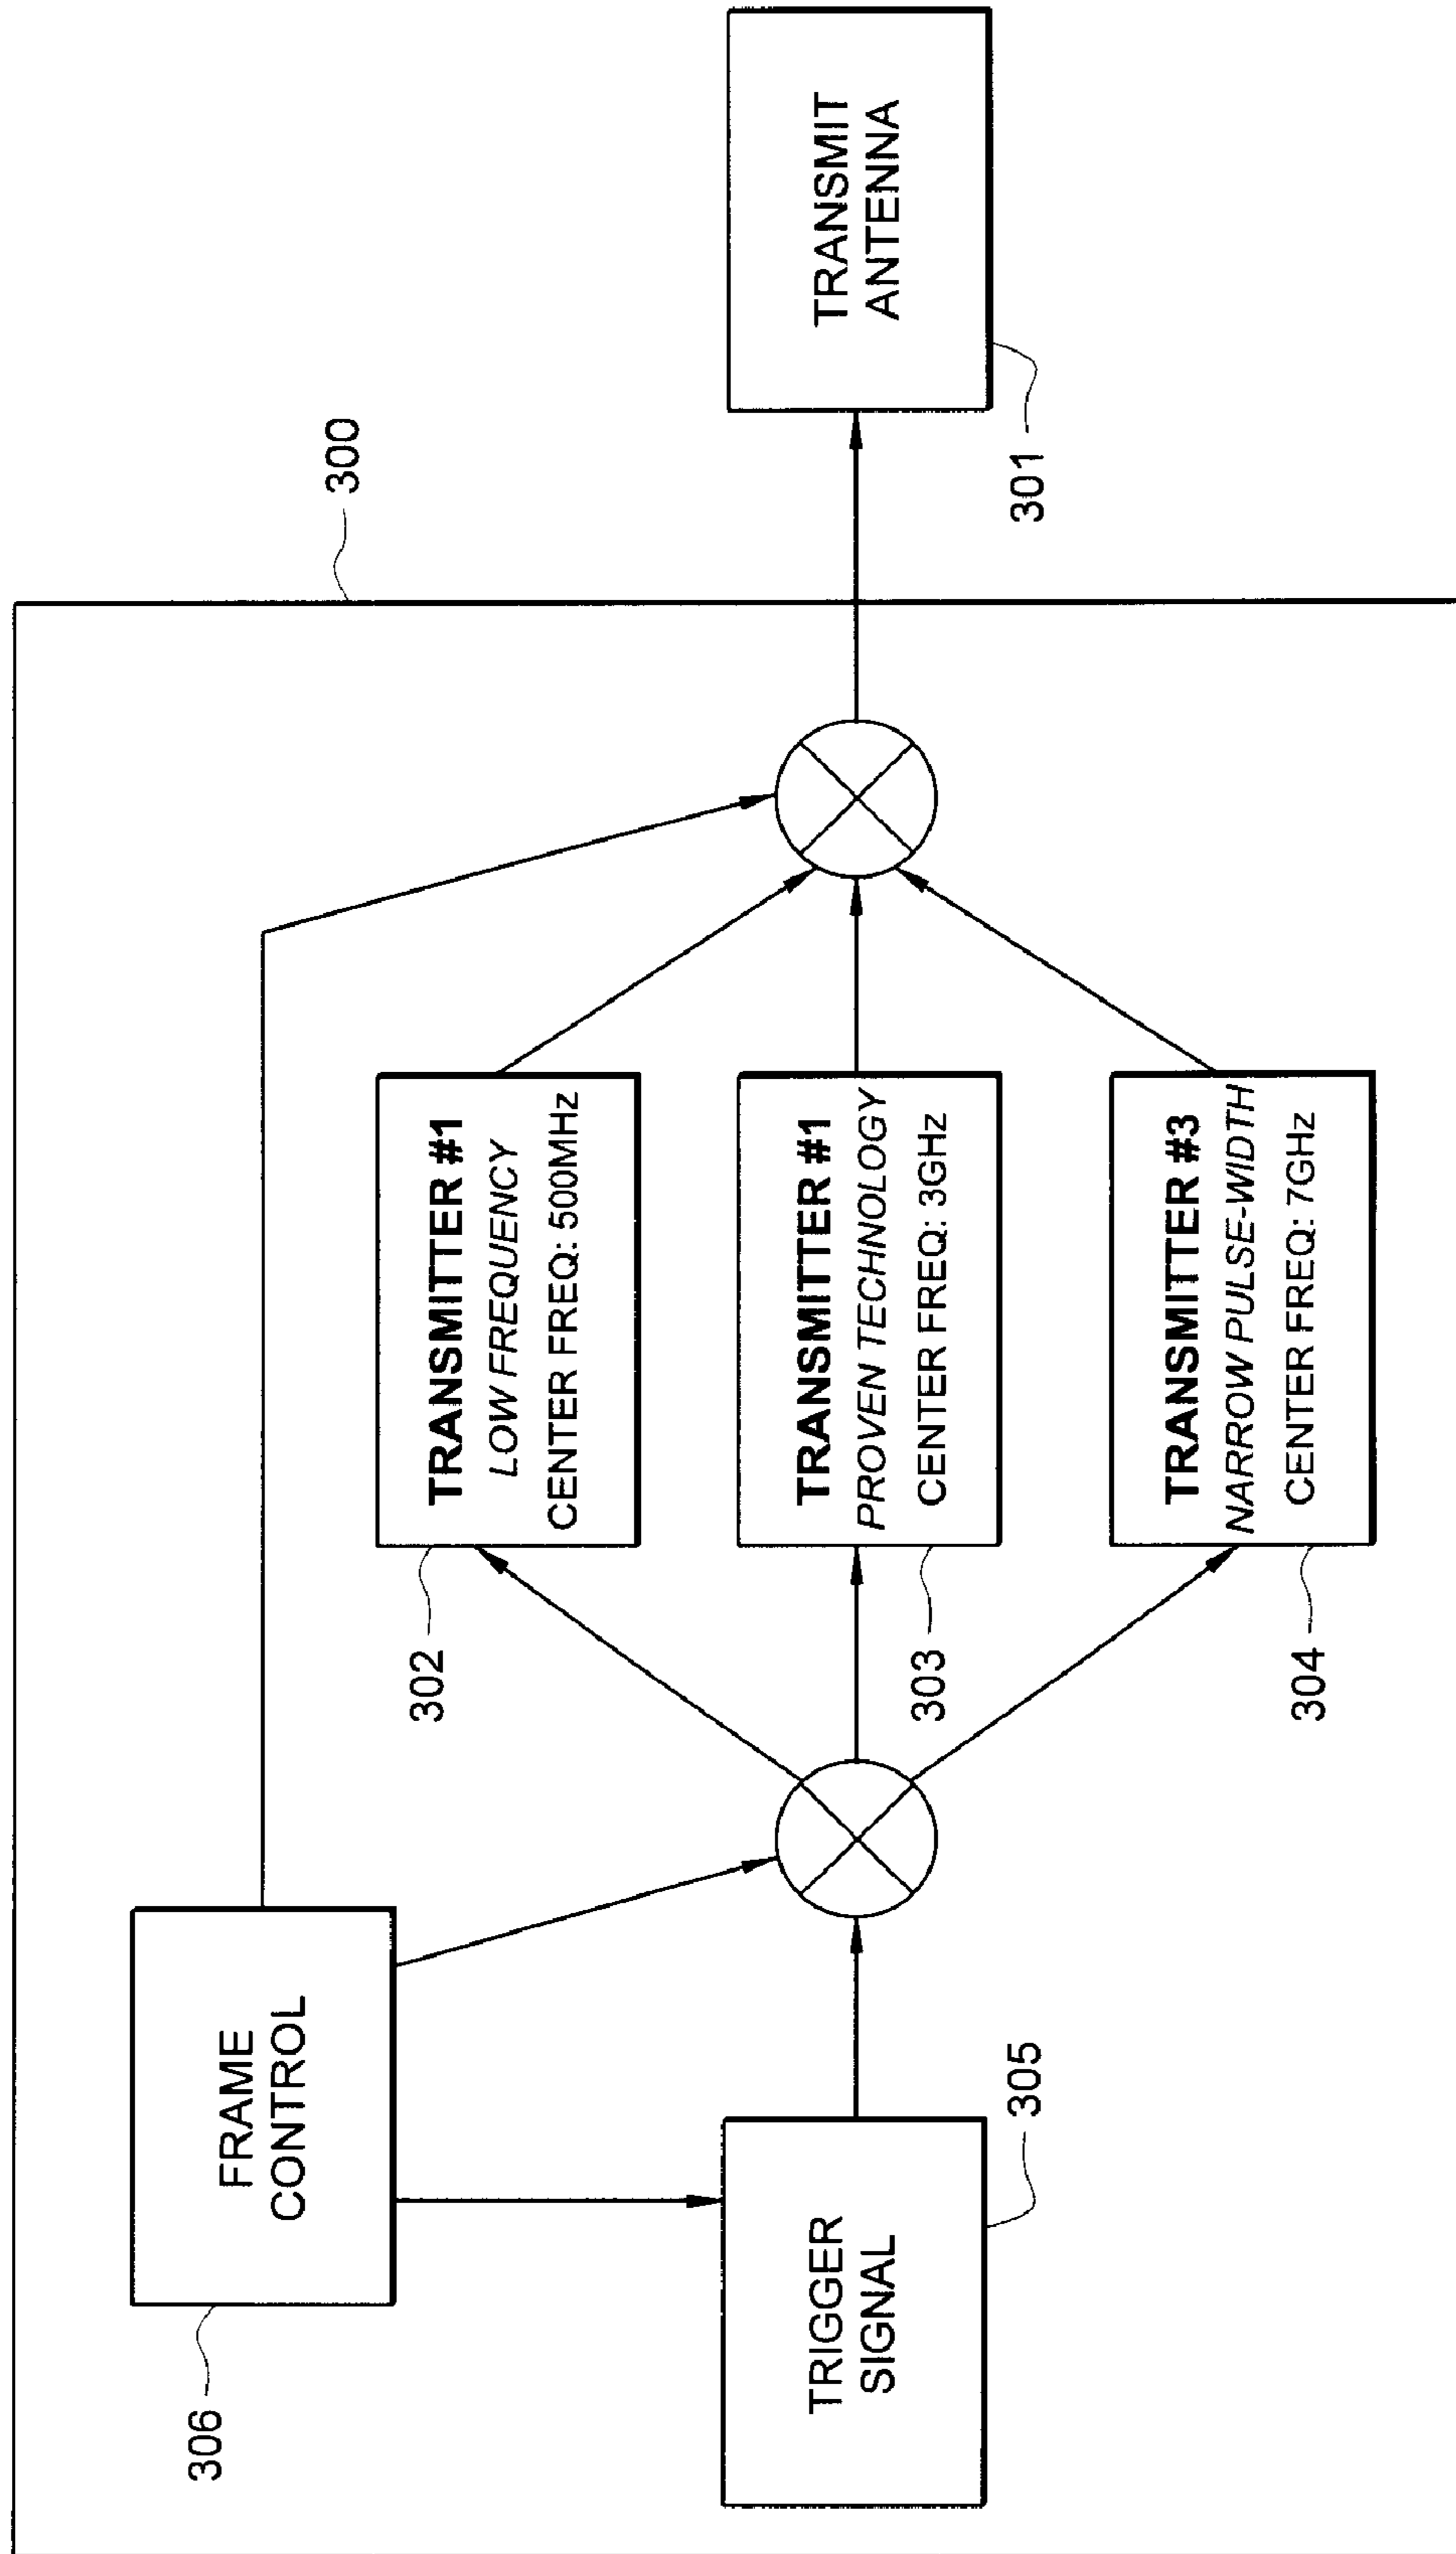 300
306
FRAME
CONTROL
302
TRANSMITTER #1
LOW FREQUENCY
CENTER FREQ: 500MHz
TRIGGER
SIGNAL
305
303
TRANSMITTER #1
PROVEN TECHNOLOGY
CENTER FREQ: 3GHz
TRANSMIT
ANTENNA
301
304
TRANSMITTER #3
NARROW PULSE-WIDTH
CENTER FREQ: 7GHz